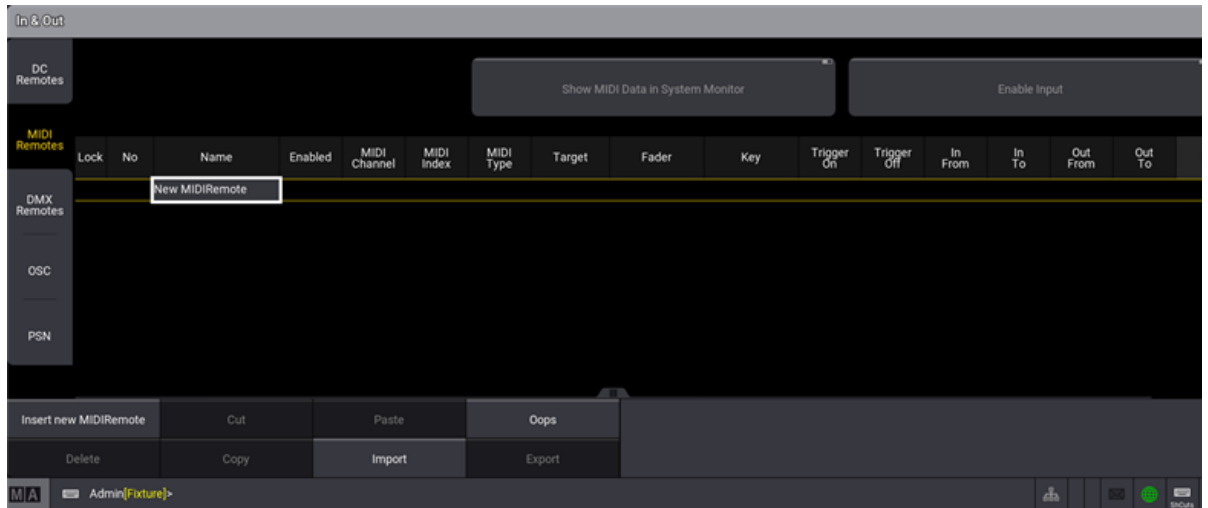 In & Out
DC
Remotes
Show MIDI Data in System Monitor
Enable Input
MIDI
Remotes
Lock No Name Enabled MIDI Channel MIDI Index MIDI Type Target Fader Key Trigger On Trigger Off In From In To Out From Out To
New MIDIRemote
DMX
Remotes
OSC
PSN
Insert new MIDIRemote Cut Paste Oops
Delete Copy Import Export
MA Admin[Fixture]>
ShCuts